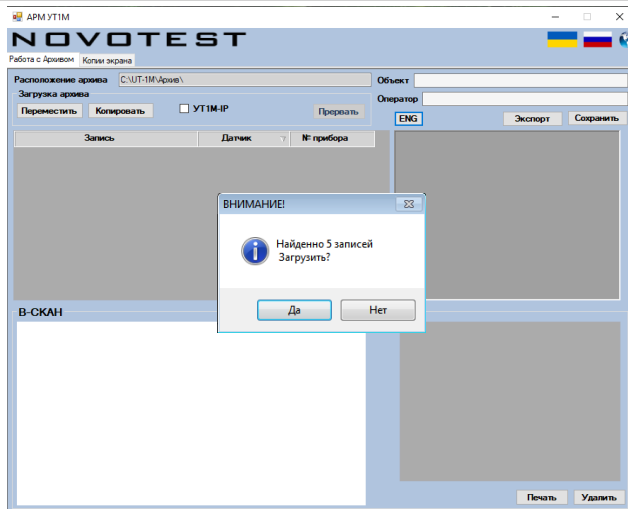 АРМ УТ1М
NOVOTEST
Работа с Архивом Копии экрана
Расположение архива C:\UT-1M\Архив\ Объект
Загрузка архива
Оператор
Переместить Копировать УТ1М-IP Прервать
ENG Экспорт Сохранить
Запись Датчик № прибора
ВНИМАНИЕ!
Найденно 5 записей
Загрузить?
Да Нет
В-СКАН
Печать Удалить